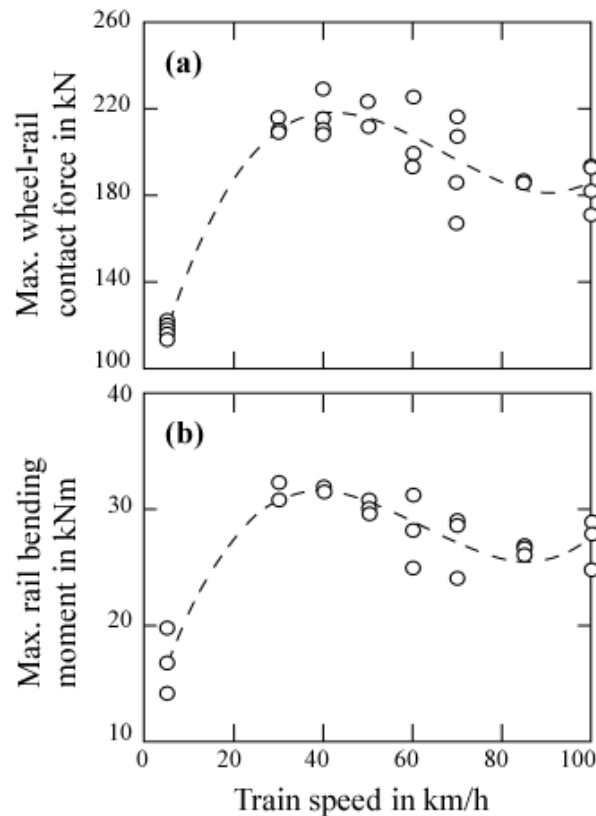 260
220
180
140
100
(a)
Max. wheel-rail
contact force in kN
40
30
20
10
(b)
Max. rail bending
moment in kNm
0 20 40 60 80 100
Train speed in km/h